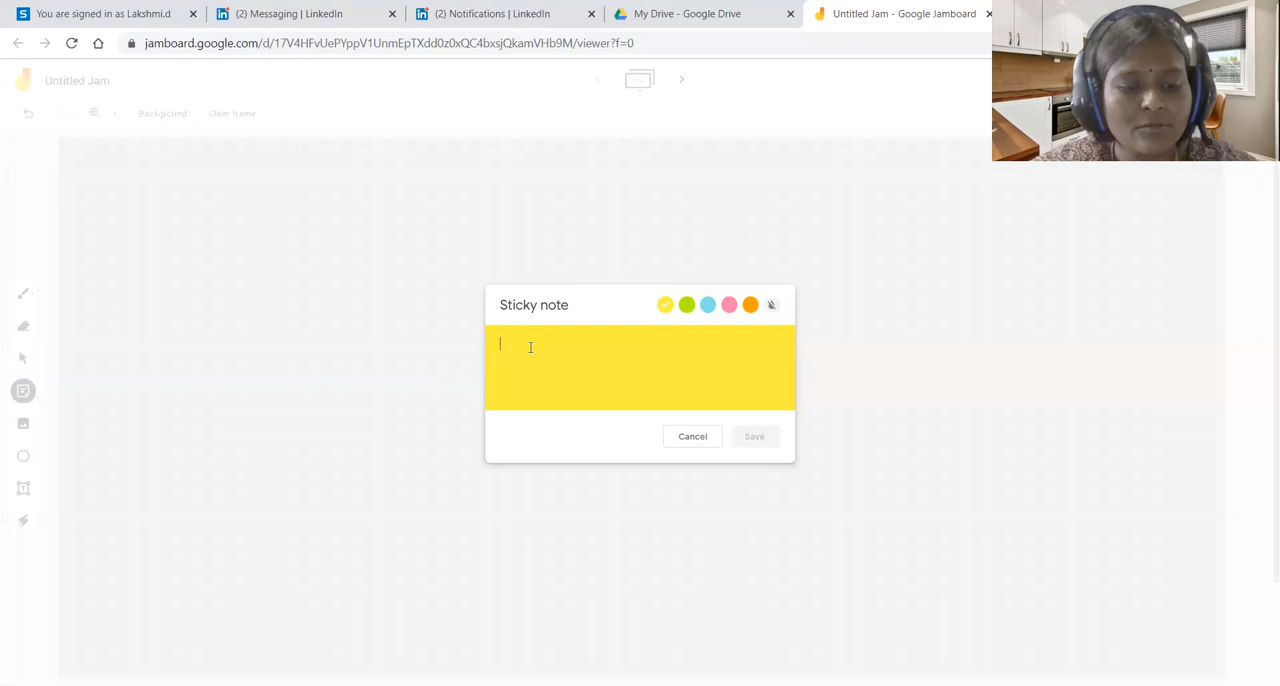 You are signed in as Lakshmi.d
(2) Messaging | LinkedIn
(2) Notifications | LinkedIn
My Drive - Google Drive
Untitled Jam - Google Jamboard
jamboard.google.com/d/17V4HFvUePYppV1UnmEpTXdd0z0xQC4bxsjQkamVHb9M/viewer?f=0
Untitled Jam
Background
Clear frame
Sticky note
Cancel
Save